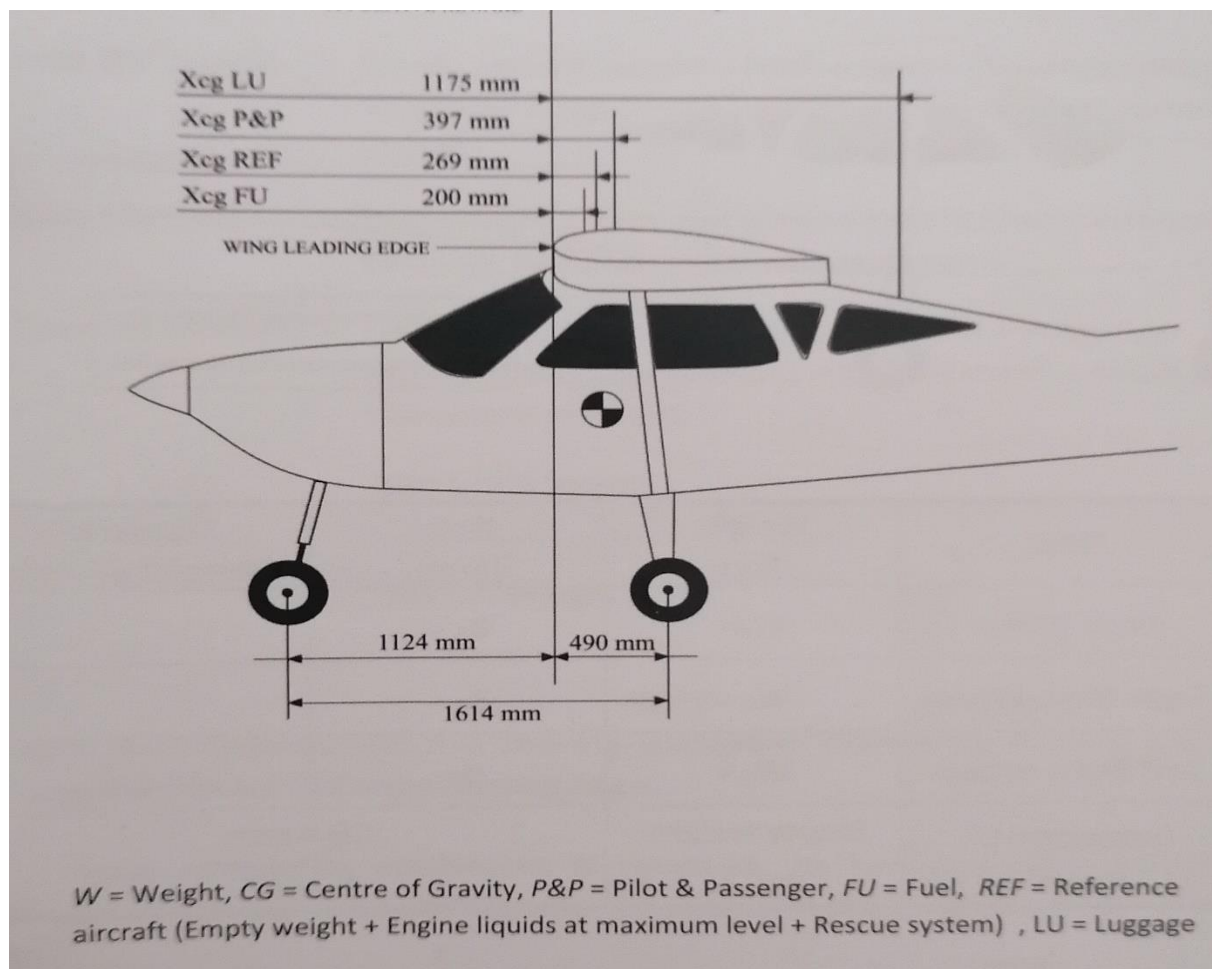 Xcg LU 1175 mm
Xcg P&P 397 mm
Xcg REF 269 mm
Xcg FU 200 mm
WING LEADING EDGE
1124 mm 490 mm
1614 mm
W = Weight, CG = Centre of Gravity, P&P = Pilot & Passenger, FU = Fuel, REF = Reference
aircraft (Empty weight + Engine liquids at maximum level + Rescue system) , LU = Luggage